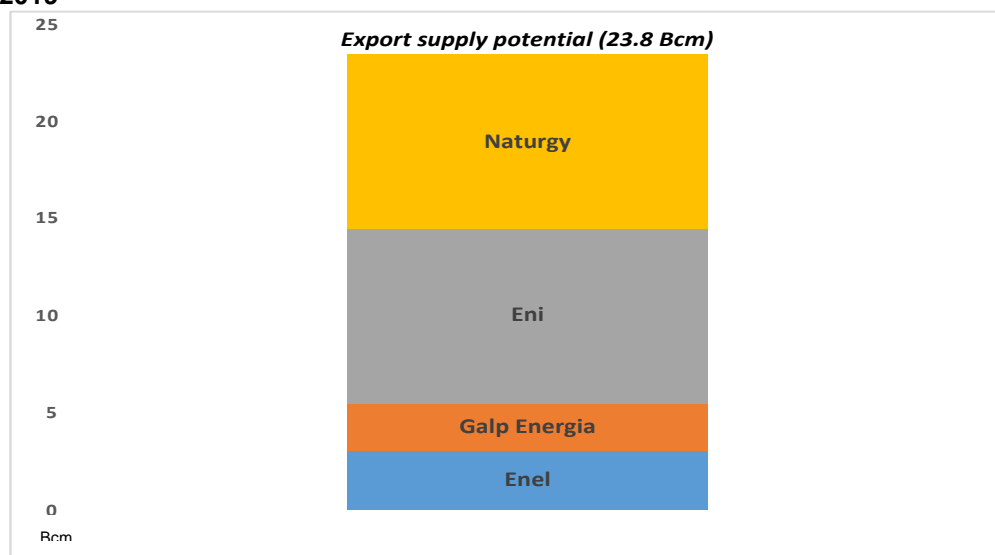 25
Export supply potential (23.8 Bcm)
20
Naturgy
15
10
Eni
5
Galp Energia
Enel
0
Bcm